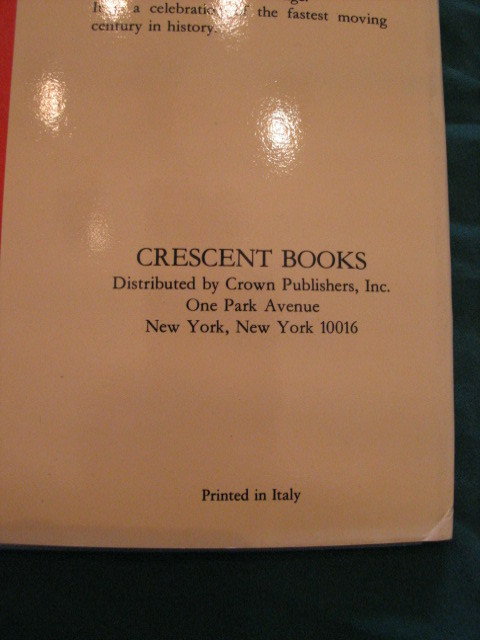 a celebration the fastest moving
century in history.
CRESCENT BOOKS
Distributed by Crown Publishers, Inc.
One Park Avenue
New York, New York 10016
Printed in Italy